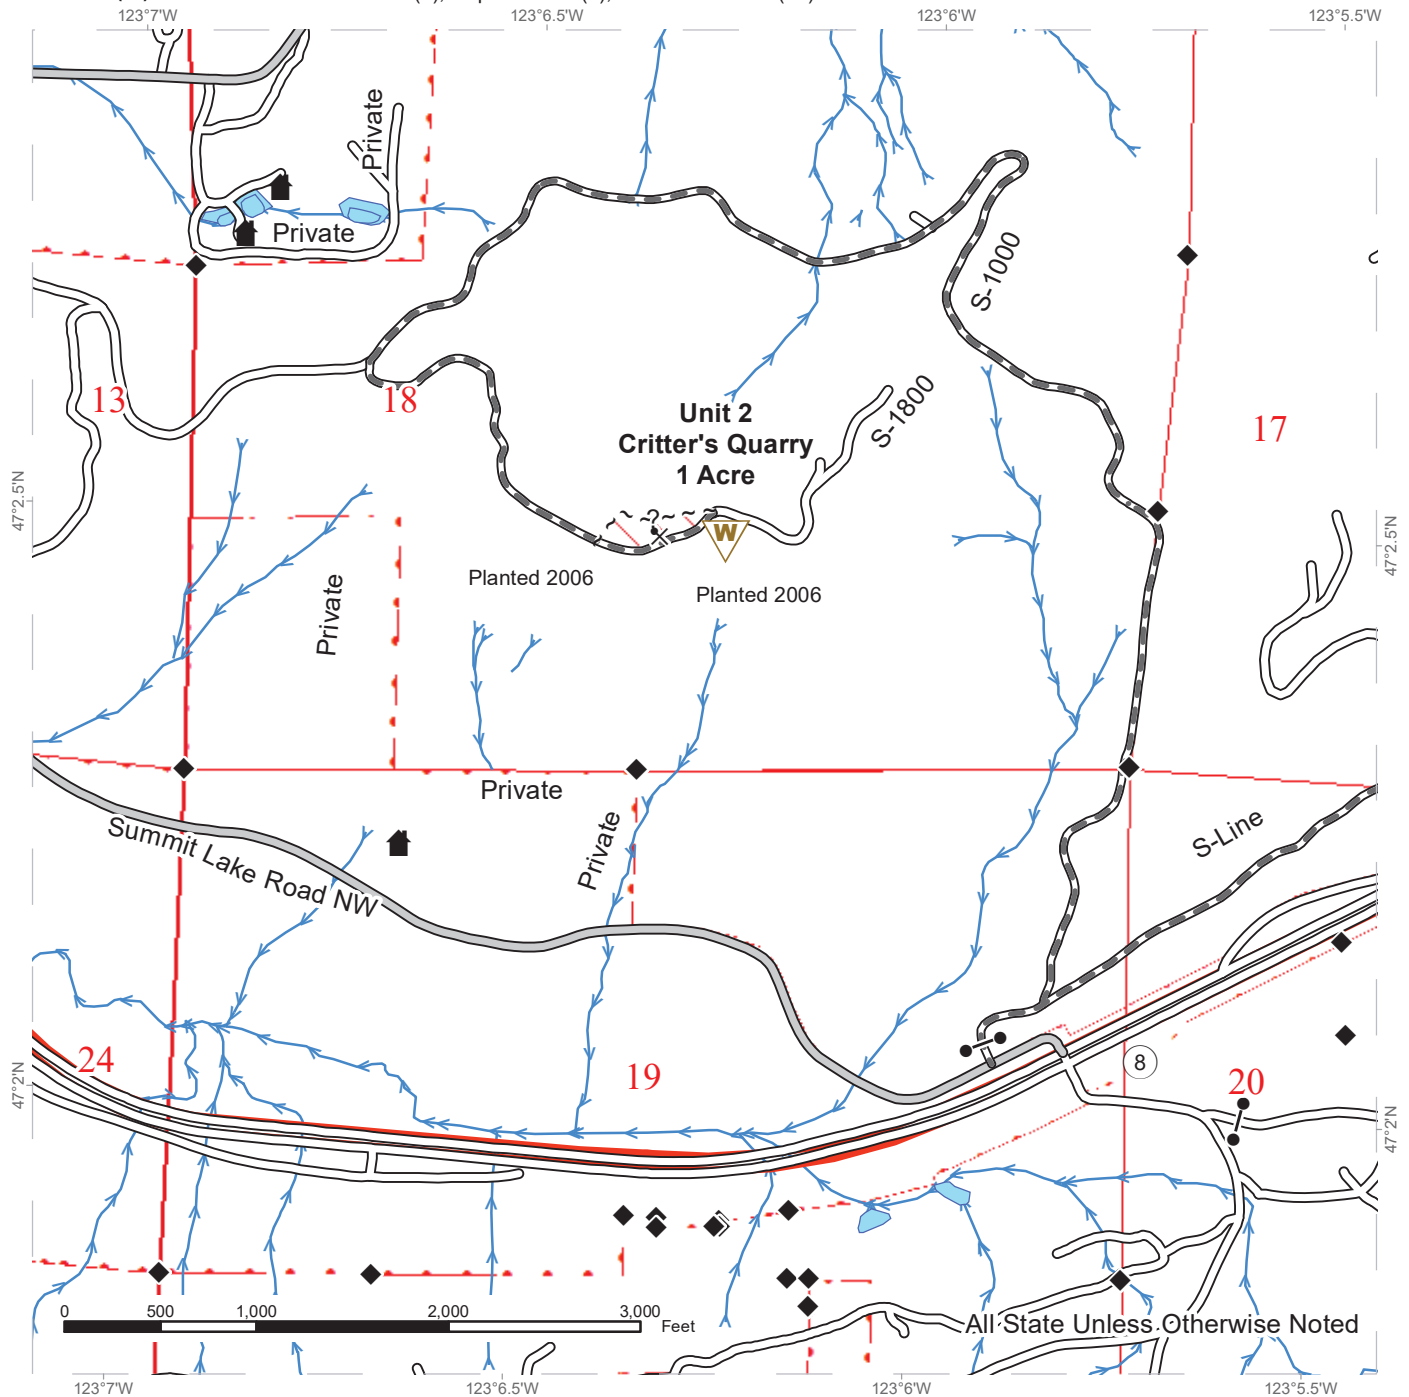 123°7'W
123°6.5'W
123°6'W
123°5.5'W
Private
Private
S-1000
13
18
17
Unit 2
Critter's Quarry
1 Acre
S-1800
47°2.5'N
47°2.5'N
W
Planted 2006
Planted 2006
Private
Private
Private
Summit Lake Road NW
S-Line
24
19
8
20
47°2'N
47°2'N
0
500
1,000
2,000
3,000
Feet
All State Unless Otherwise Noted
123°7'W
123°6.5'W
123°6'W
123°5.5'W